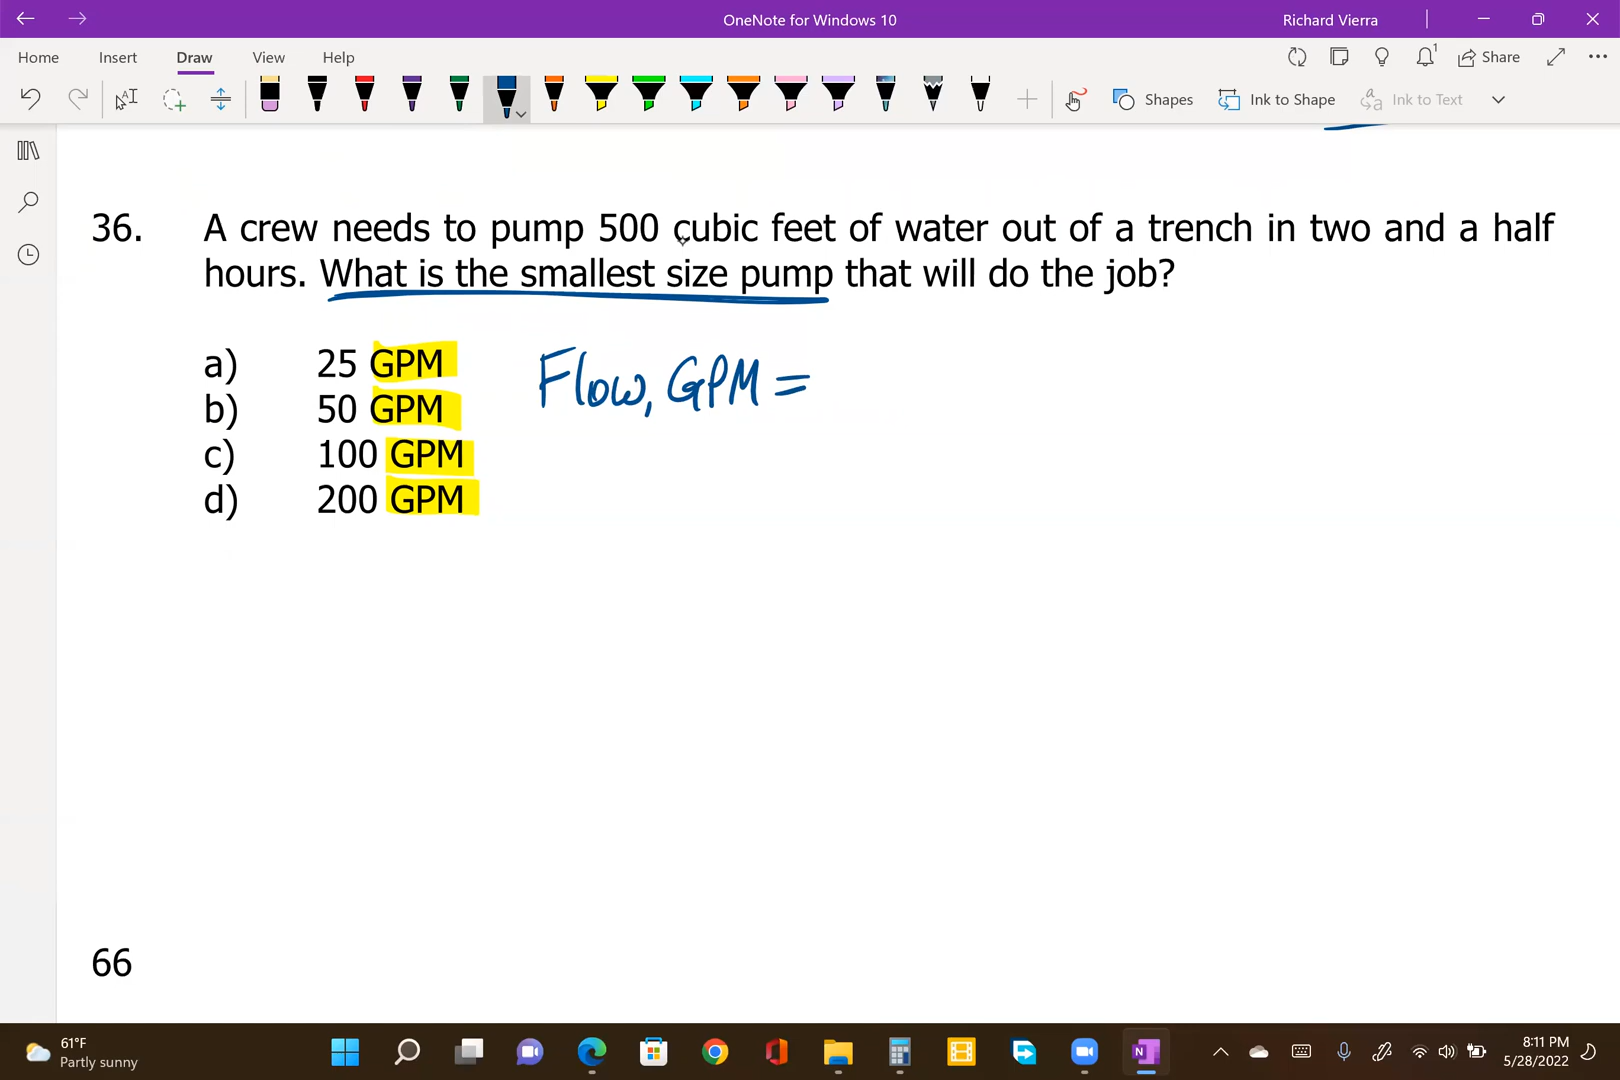 OneNote for Windows 10
Richard Vierra
Home Insert Draw View Help
1
Share
Shapes
Ink to Shape
Ink to Text
36. A crew needs to pump 500 cubic feet of water out of a trench in two and a half
hours. What is the smallest size pump that will do the job?
a) 25 GPM
b) 50 GPM
c) 100 GPM
d) 200 GPM
Flow, GPM =
66
61°F
Partly sunny
8:11 PM
5/28/2022